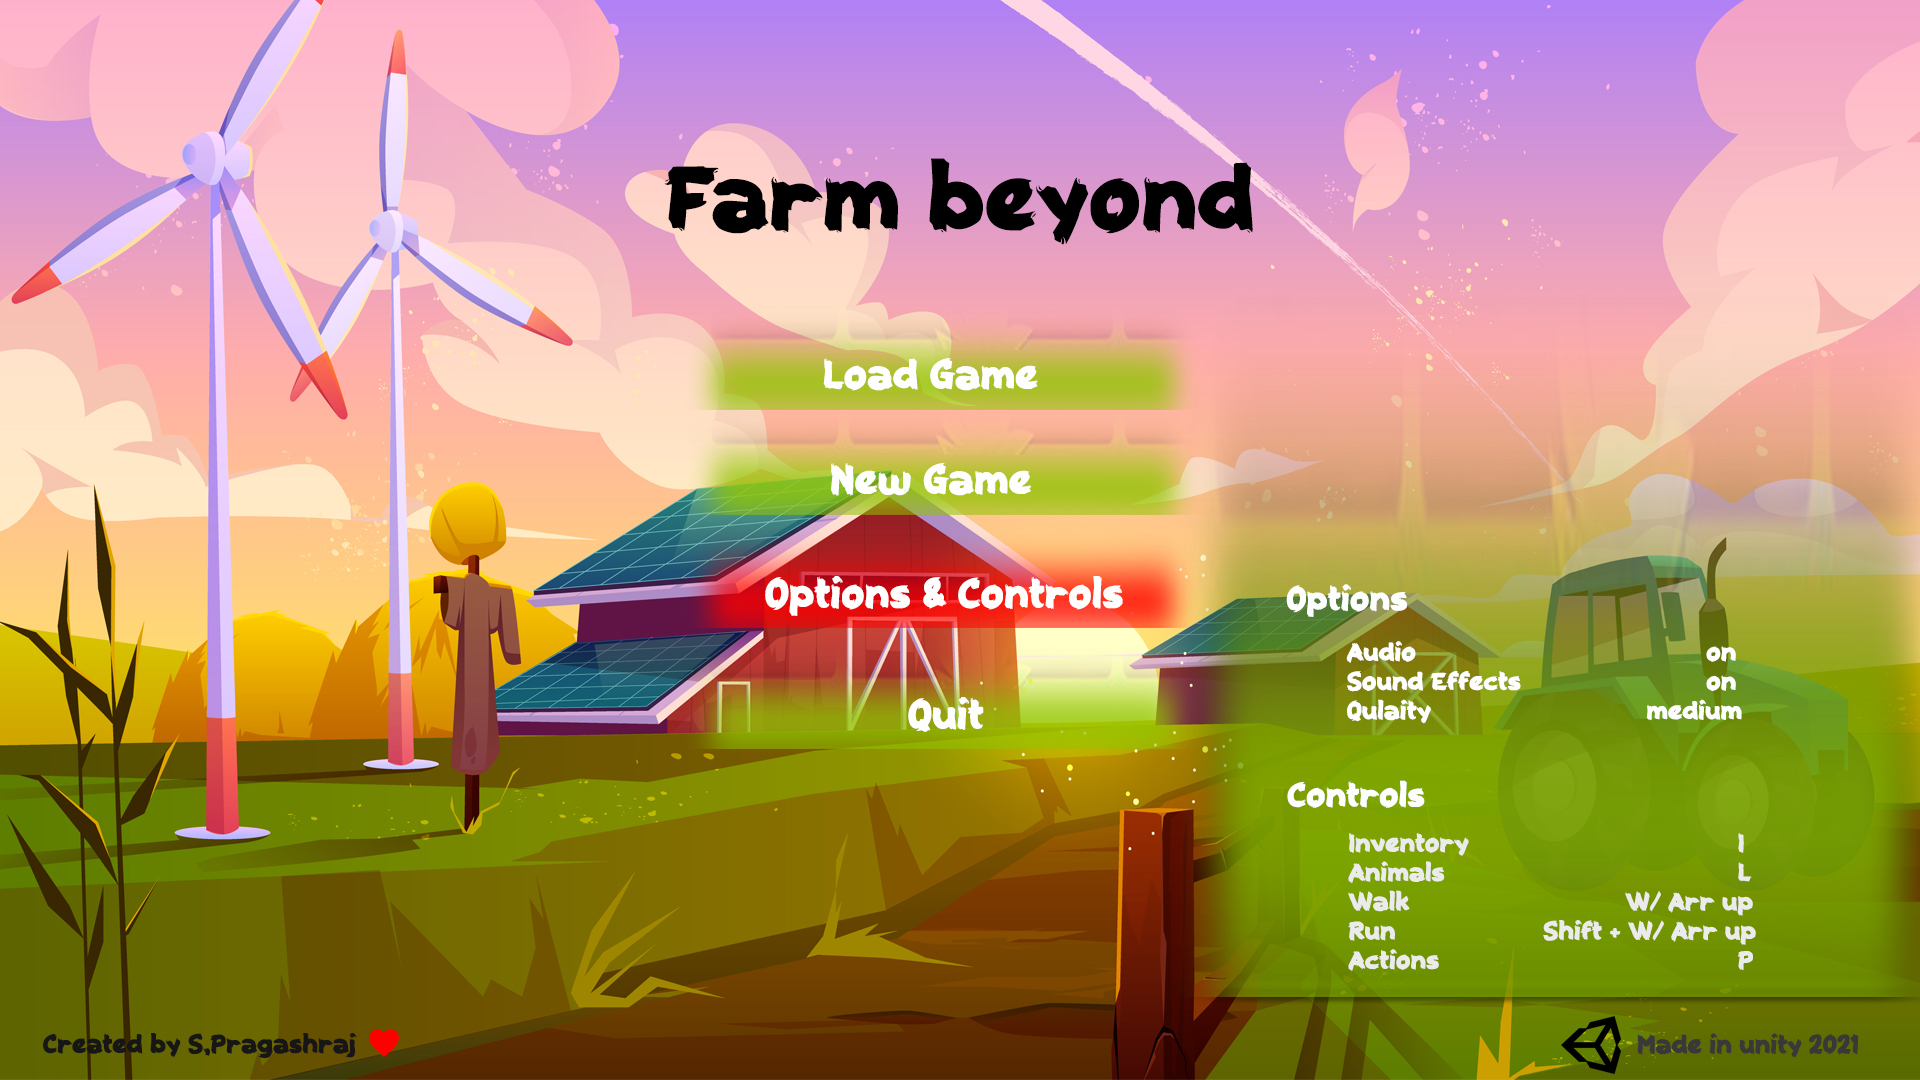 Farm beyond
Load Game
New Game
Options & Controls
Quit
Options
Audio on
Sound Effects on
Qulaity medium
Controls
Inventory I
Animals L
Walk W/ Arr up
Run Shift + W/ Arr up
Actions P
Created by S,Pragashraj
Made in unity 2021